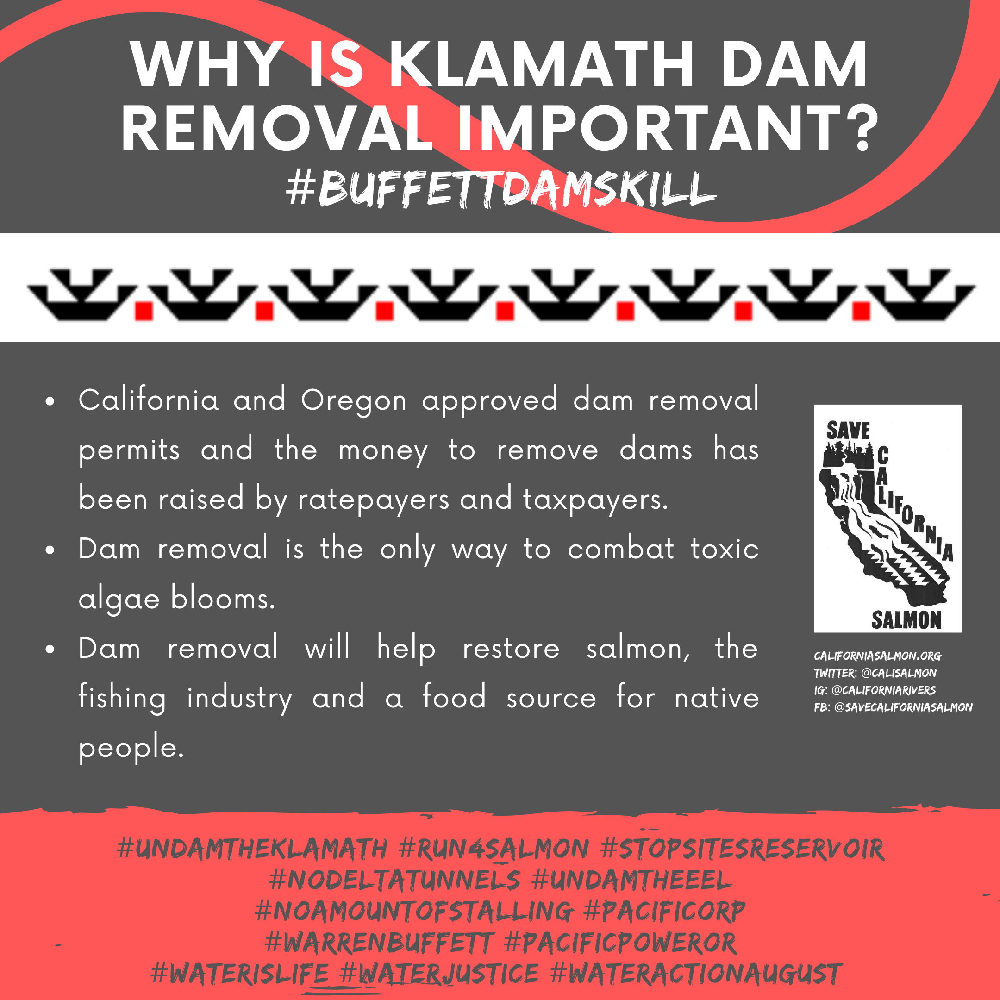 WHY IS KLAMATH DAM
REMOVAL IMPORTANT?
#BUFFETTDAMSKILL
• California and Oregon approved dam removal
permits and the money to remove dams has
been raised by ratepayers and taxpayers.
• Dam removal is the only way to combat toxic
algae blooms.
• Dam removal will help restore salmon, the
fishing industry and a food source for native
people.
SAVE
CALIFORNIA
SALMON
CALIFORNIASALMON.ORG
TWITTER: @CALISALMON
IG: @CALIFORNIARIVERS
FB: @SAVECALIFORNIASALMON
#UNDAMTHEKLAMATH #RUN4SALMON #STOPSITESRESERVOIR
#NODELTATUNNELS #UNDAMTHEEEL
#NOAMOUNTOFSTALLING #PACIFICORP
#WARRENBUFFETT #PACIFICPOWEROR
#WATERISLIFE #WATERJUSTICE #WATERACTIONAUGUST